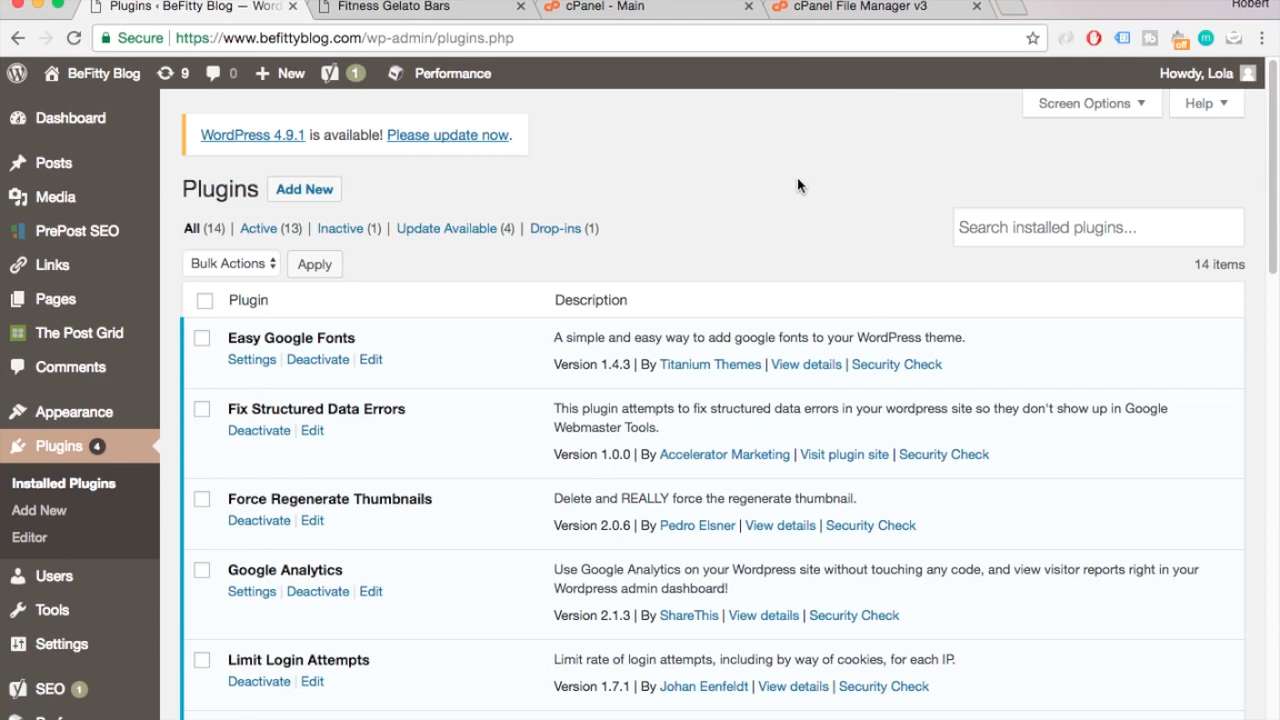 Plugins ‹ BeFitty Blog — Word
Fitness Gelato Bars
cPanel - Main
cPanel File Manager v3
Robert
Secure
https://www.befittyblog.com/wp-admin/plugins.php
off
BeFitty Blog
9
0
New
1
Performance
Howdy, Lola
Dashboard
Posts
Media
PrePost SEO
Links
Pages
The Post Grid
Comments
Appearance
Plugins 4
Installed Plugins
Add New
Editor
Users
Tools
Settings
SEO 1
Screen Options
Help
WordPress 4.9.1 is available! Please update now.
Plugins
Add New
All (14) | Active (13) | Inactive (1) | Update Available (4) | Drop-ins (1)
Search installed plugins...
Bulk Actions
Apply
14 items
Plugin
Description
Easy Google Fonts
Settings | Deactivate | Edit
A simple and easy way to add google fonts to your WordPress theme.
Version 1.4.3 | By Titanium Themes | View details | Security Check
Fix Structured Data Errors
Deactivate | Edit
This plugin attempts to fix structured data errors in your wordpress site so they don't show up in Google
Webmaster Tools.
Version 1.0.0 | By Accelerator Marketing | Visit plugin site | Security Check
Force Regenerate Thumbnails
Deactivate | Edit
Delete and REALLY force the regenerate thumbnail.
Version 2.0.6 | By Pedro Elsner | View details | Security Check
Google Analytics
Settings | Deactivate | Edit
Use Google Analytics on your Wordpress site without touching any code, and view visitor reports right in your
Wordpress admin dashboard!
Version 2.1.3 | By ShareThis | View details | Security Check
Limit Login Attempts
Deactivate | Edit
Limit rate of login attempts, including by way of cookies, for each IP.
Version 1.7.1 | By Johan Eenfeldt | View details | Security Check